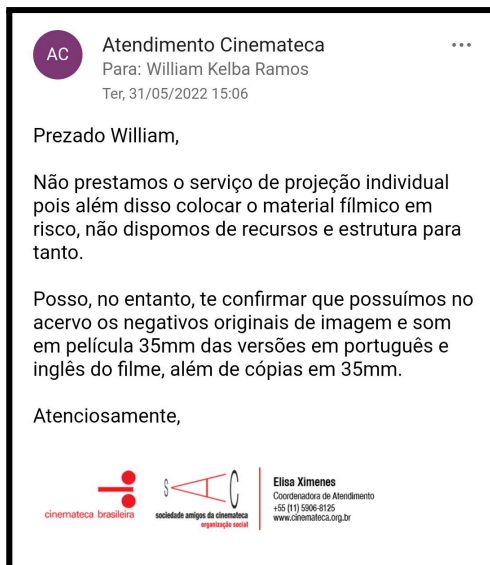 AC
Atendimento Cinemateca
...
Para: William Kelba Ramos
Ter, 31/05/2022 15:06
Prezado William,
Não prestamos o serviço de projeção individual
pois além disso colocar o material fílmico em
risco, não dispomos de recursos e estrutura para
tanto.
Posso, no entanto, te confirmar que possuímos no
acervo os negativos originais de imagem e som
em película 35mm das versões em português e
inglês do filme, além de cópias em 35mm.
Atenciosamente,
cinemateca brasileira
SAC
sociedade amigos da cinemateca
organização social
Elisa Ximenes
Coordenadora de Atendimento
+55 (11) 5906-8125
www.cinemateca.org.br